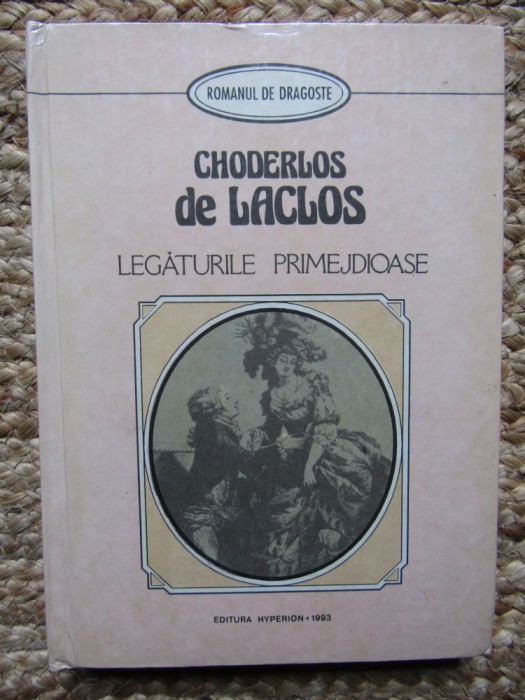 ROMANUL DE DRAGOSTE
CHODERLOS
de LACLOS
LEGĂTURILE PRIMEJDIOASE
EDITURA HYPERION • 1993